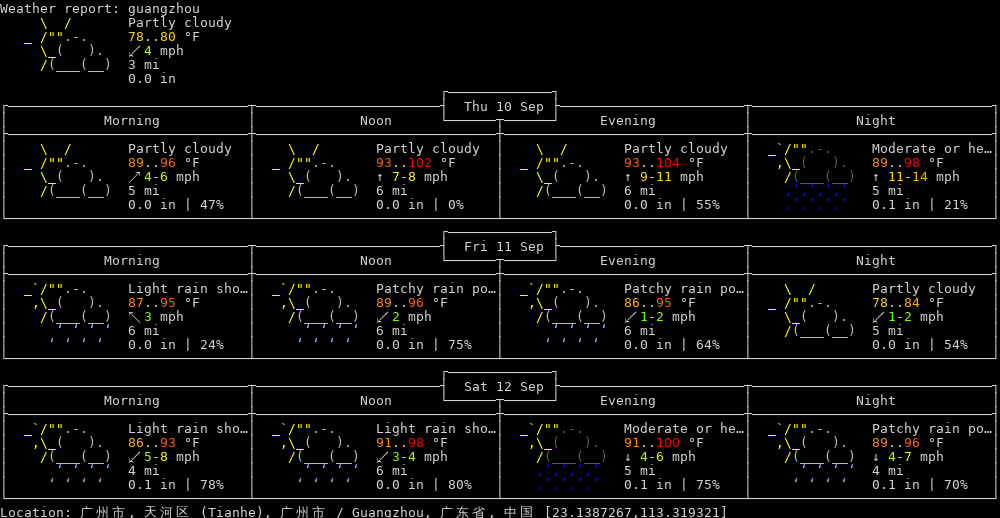 Weather report: guangzhou
Partly cloudy
78..80 °F
↙ 4 mph
3 mi
0.0 in
Thu 10 Sep
Morning Noon Evening Night
Partly cloudy Partly cloudy Partly cloudy Moderate or he…
89..96 °F 93..102 °F 93..104 °F 89..98 °F
↗ 4-6 mph ↑ 7-8 mph ↑ 9-11 mph ↑ 11-14 mph
5 mi 6 mi 6 mi 5 mi
0.0 in | 47% 0.0 in | 0% 0.0 in | 55% 0.1 in | 21%
Fri 11 Sep
Morning Noon Evening Night
Light rain sho… Patchy rain po… Patchy rain po… Partly cloudy
87..95 °F 89..96 °F 86..95 °F 78..84 °F
↖ 3 mph ↙ 2 mph ↙ 1-2 mph ↙ 1-2 mph
6 mi 6 mi 6 mi 5 mi
0.0 in | 24% 0.0 in | 75% 0.0 in | 64% 0.0 in | 54%
Sat 12 Sep
Morning Noon Evening Night
Light rain sho… Light rain sho… Moderate or he… Patchy rain po…
86..93 °F 91..98 °F 91..100 °F 89..96 °F
↙ 5-8 mph ↙ 3-4 mph ↓ 4-6 mph ↓ 4-7 mph
4 mi 6 mi 5 mi 4 mi
0.1 in | 78% 0.0 in | 80% 0.1 in | 75% 0.1 in | 70%
Location: 广州市, 天河区 (Tianhe), 广州市 / Guangzhou, 广东省, 中国 [23.1387267,113.319321]